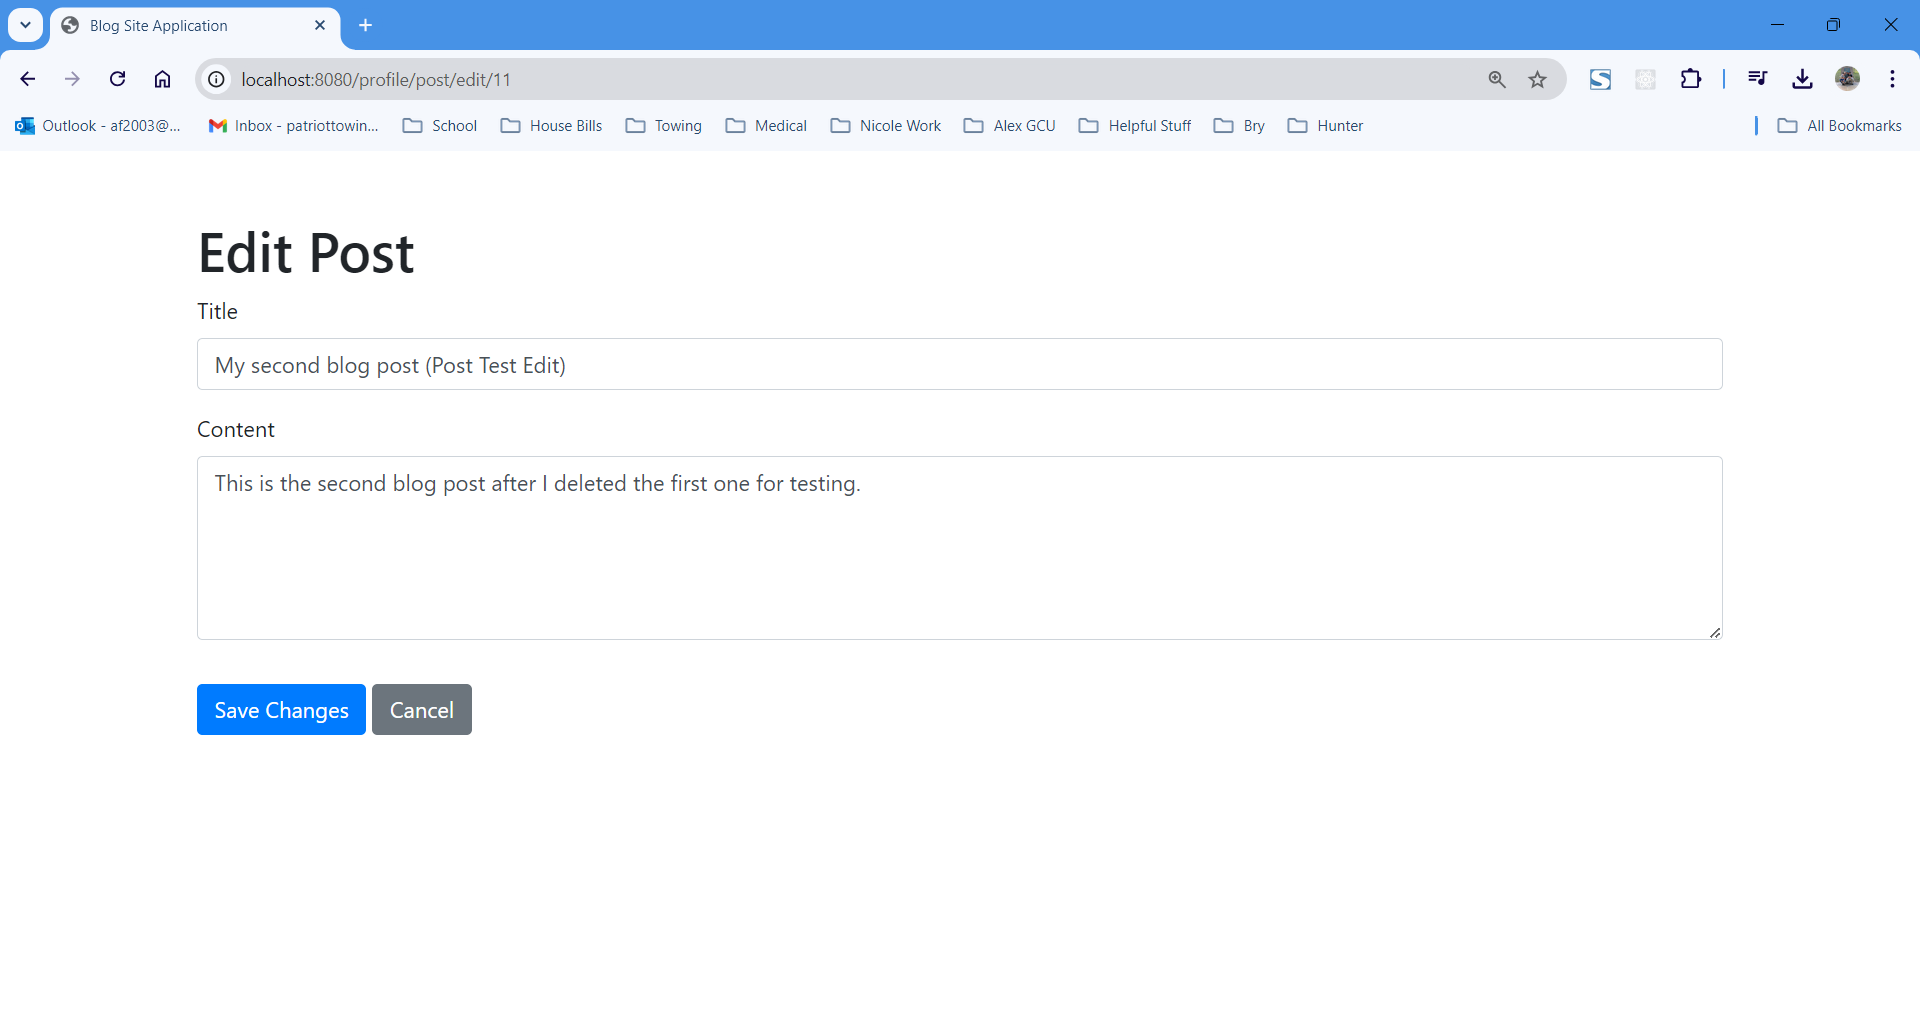 Blog Site Application
localhost:8080/profile/post/edit/11
Outlook - af2003@... Inbox - patriottowin... School House Bills Towing Medical Nicole Work Alex GCU Helpful Stuff Bry Hunter All Bookmarks
Edit Post
Title
My second blog post (Post Test Edit)
Content
This is the second blog post after I deleted the first one for testing.
Save Changes Cancel